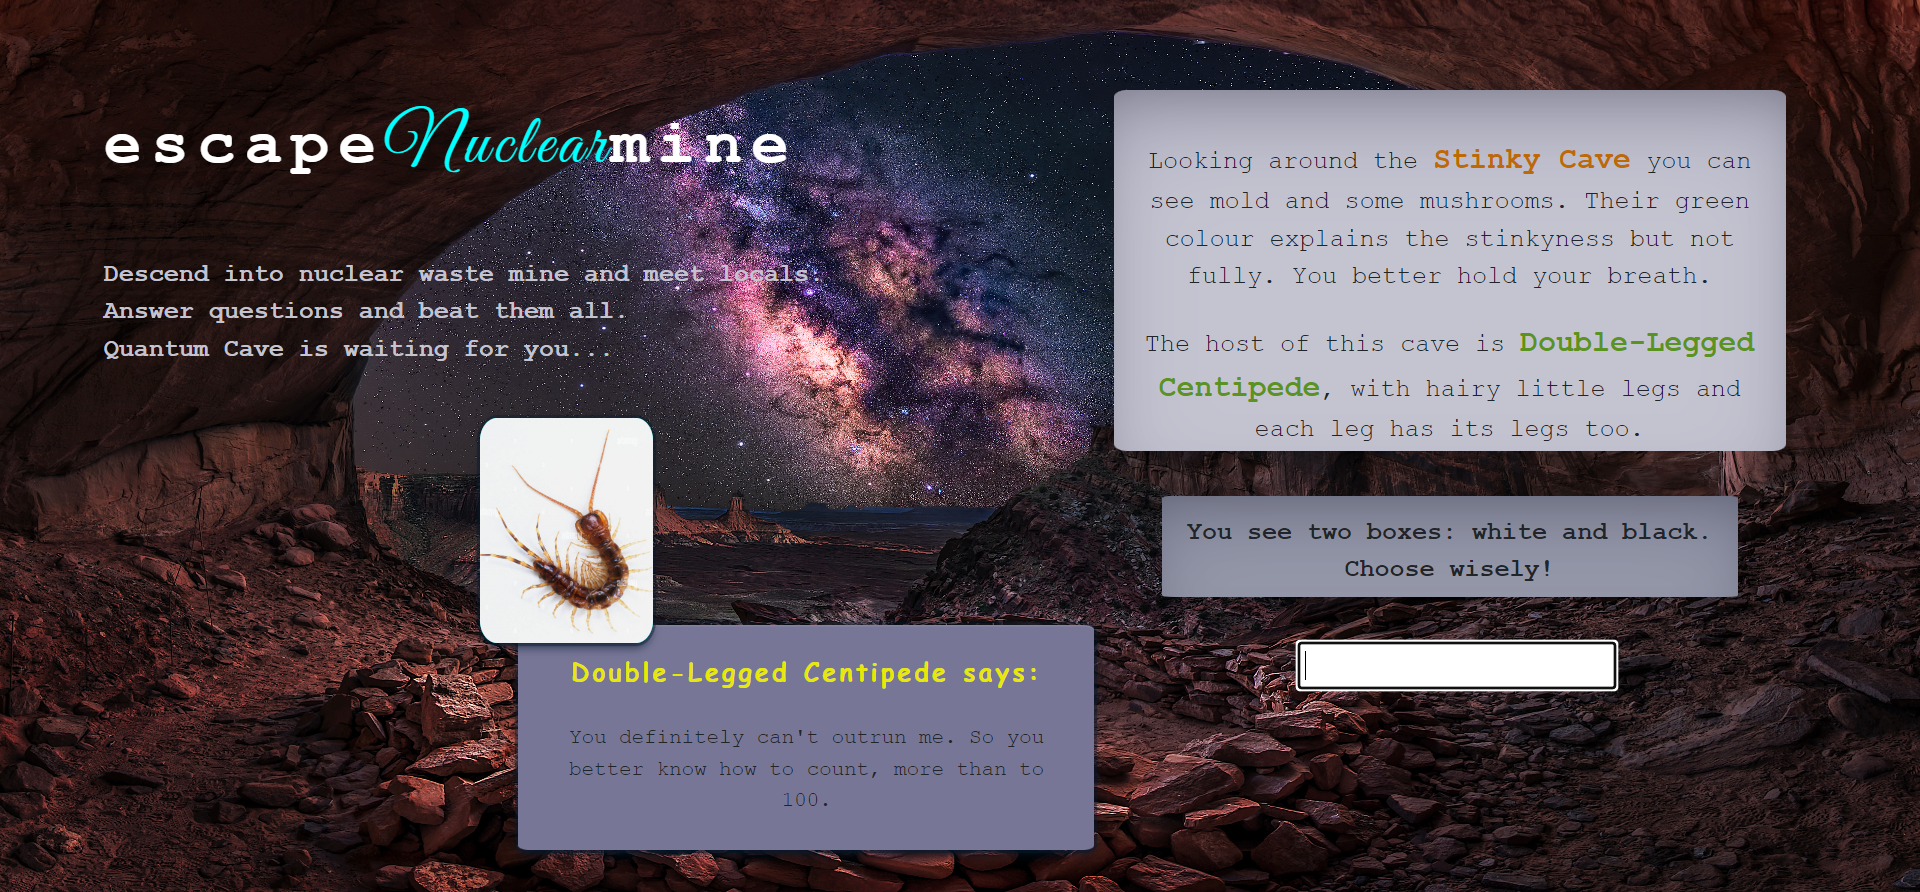 escapeNuclearmine
Descend into nuclear waste mine and meet locals.
Answer questions and beat them all.
Quantum Cave is waiting for you...
Looking around the Stinky Cave you can
see mold and some mushrooms. Their green
colour explains the stinkyness but not
fully. You better hold your breath.
The host of this cave is Double-Legged
Centipede, with hairy little legs and
each leg has its legs too.
You see two boxes: white and black.
Choose wisely!
Double-Legged Centipede says:
You definitely can't outrun me. So you
better know how to count, more than to
100.